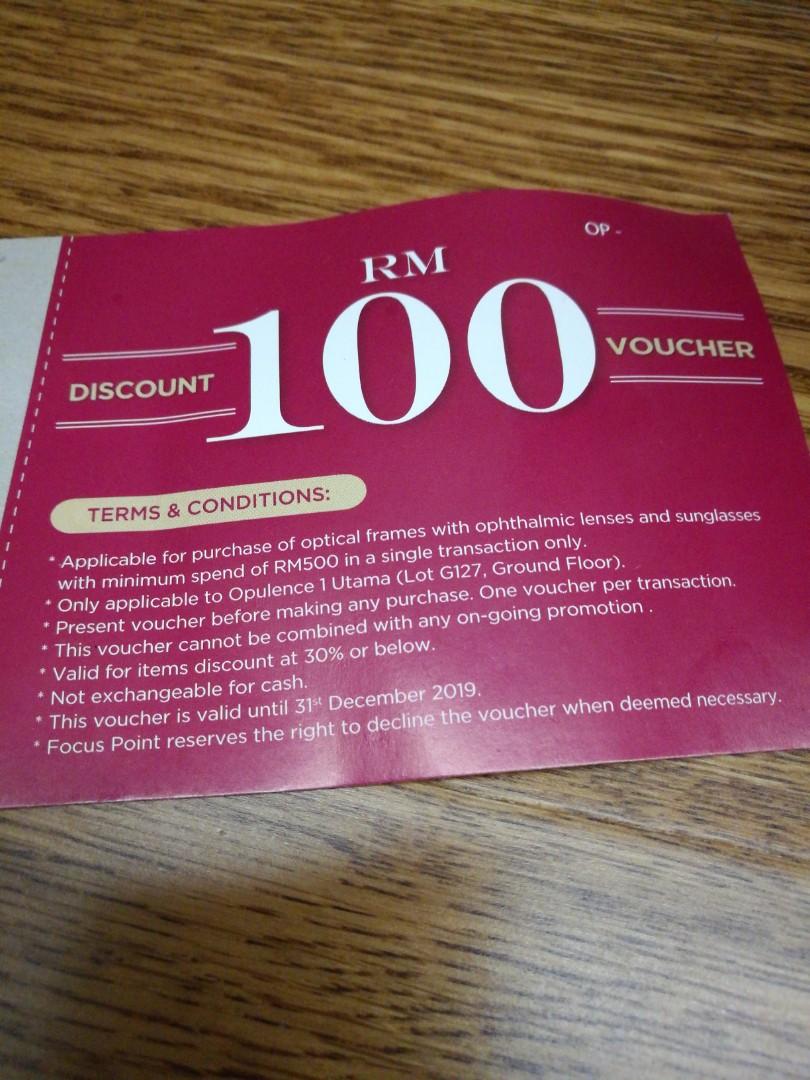 OP -
RM
100
DISCOUNT
VOUCHER
TERMS & CONDITIONS:
* Applicable for purchase of optical frames with ophthalmic lenses and sunglasses
with minimum spend of RM500 in a single transaction only.
* Only applicable to Opulence 1 Utama (Lot G127, Ground Floor).
* Present voucher before making any purchase. One voucher per transaction.
* This voucher cannot be combined with any on-going promotion .
* Valid for items discount at 30% or below.
* Not exchangeable for cash.
* This voucher is valid until 31st December 2019.
* Focus Point reserves the right to decline the voucher when deemed necessary.